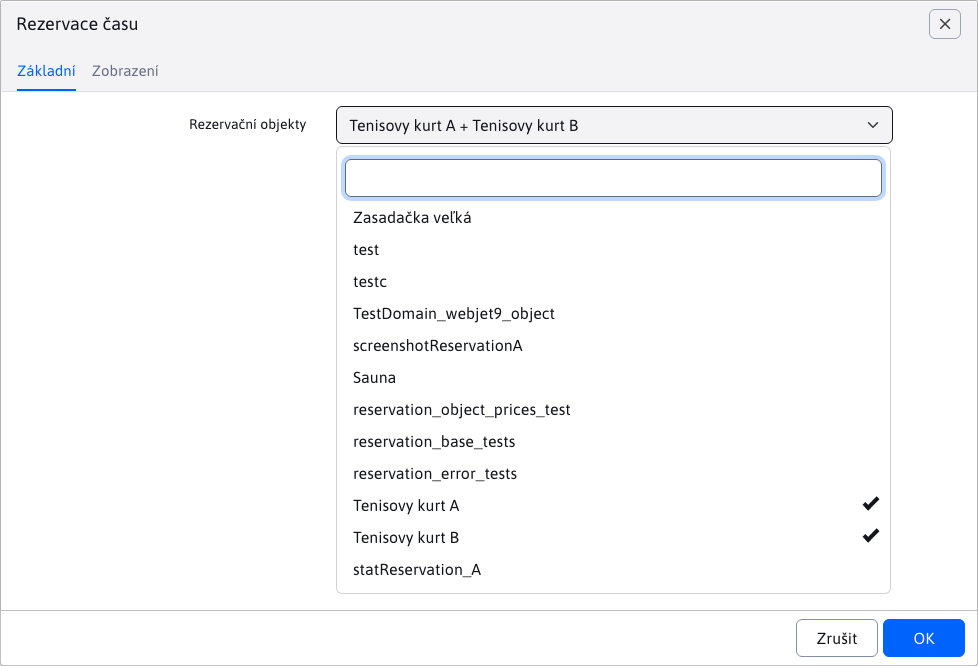 Rezervace času
Základní
Zobrazení
Rezervační objekty
Tenisovy kurt A + Tenisovy kurt B
Zasadačka veľká
test
testc
TestDomain_webjet9_object
screenshotReservationA
Sauna
reservation_object_prices_test
reservation_base_tests
reservation_error_tests
Tenisovy kurt A
Tenisovy kurt B
statReservation_A
Zrušit
OK